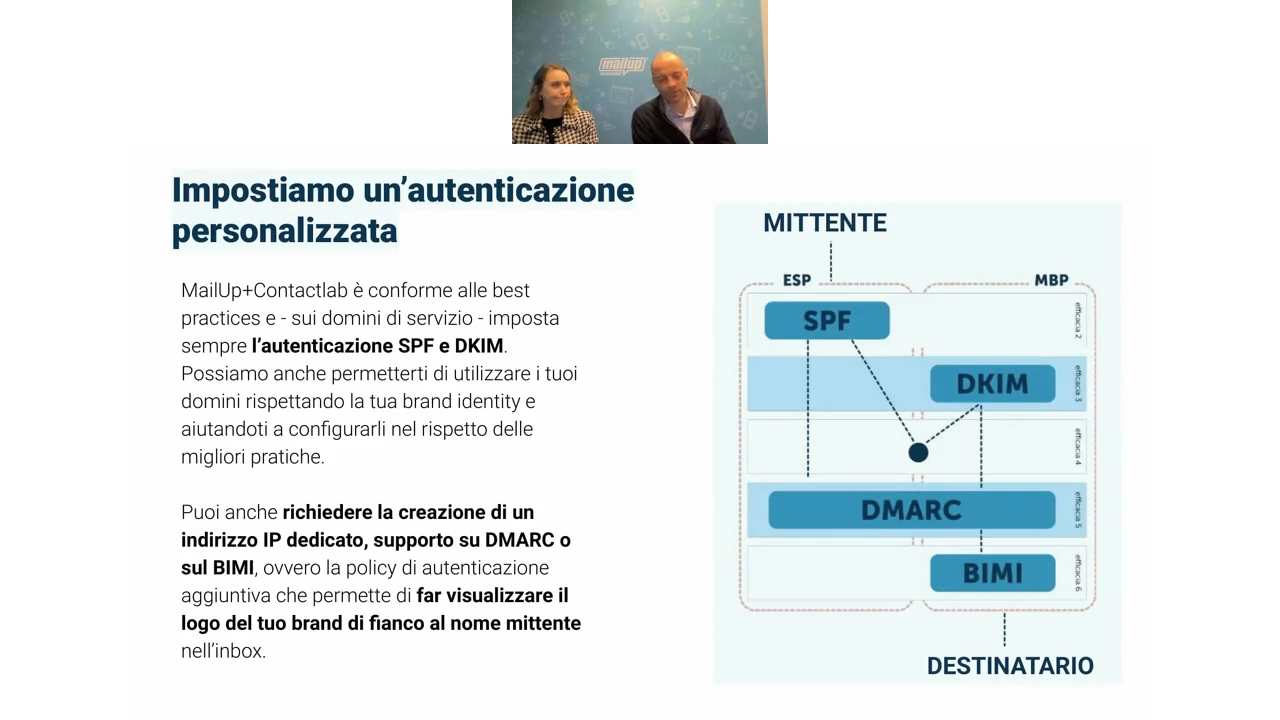 mailup
Impostiamo un’autenticazione
personalizzata
MailUp+Contactlab è conforme alle best
practices e - sui domini di servizio - imposta
sempre l’autenticazione SPF e DKIM.
Possiamo anche permetterti di utilizzare i tuoi
domini rispettando la tua brand identity e
aiutandoti a configurarli nel rispetto delle
migliori pratiche.
Puoi anche richiedere la creazione di un
indirizzo IP dedicato, supporto su DMARC o
sul BIMI, ovvero la policy di autenticazione
aggiuntiva che permette di far visualizzare il
logo del tuo brand di fianco al nome mittente
nell’inbox.
MITTENTE
ESP
MBP
SPF
efficacia 2
DKIM
efficacia 3
efficacia 4
DMARC
efficacia 5
BIMI
efficacia 6
DESTINATARIO